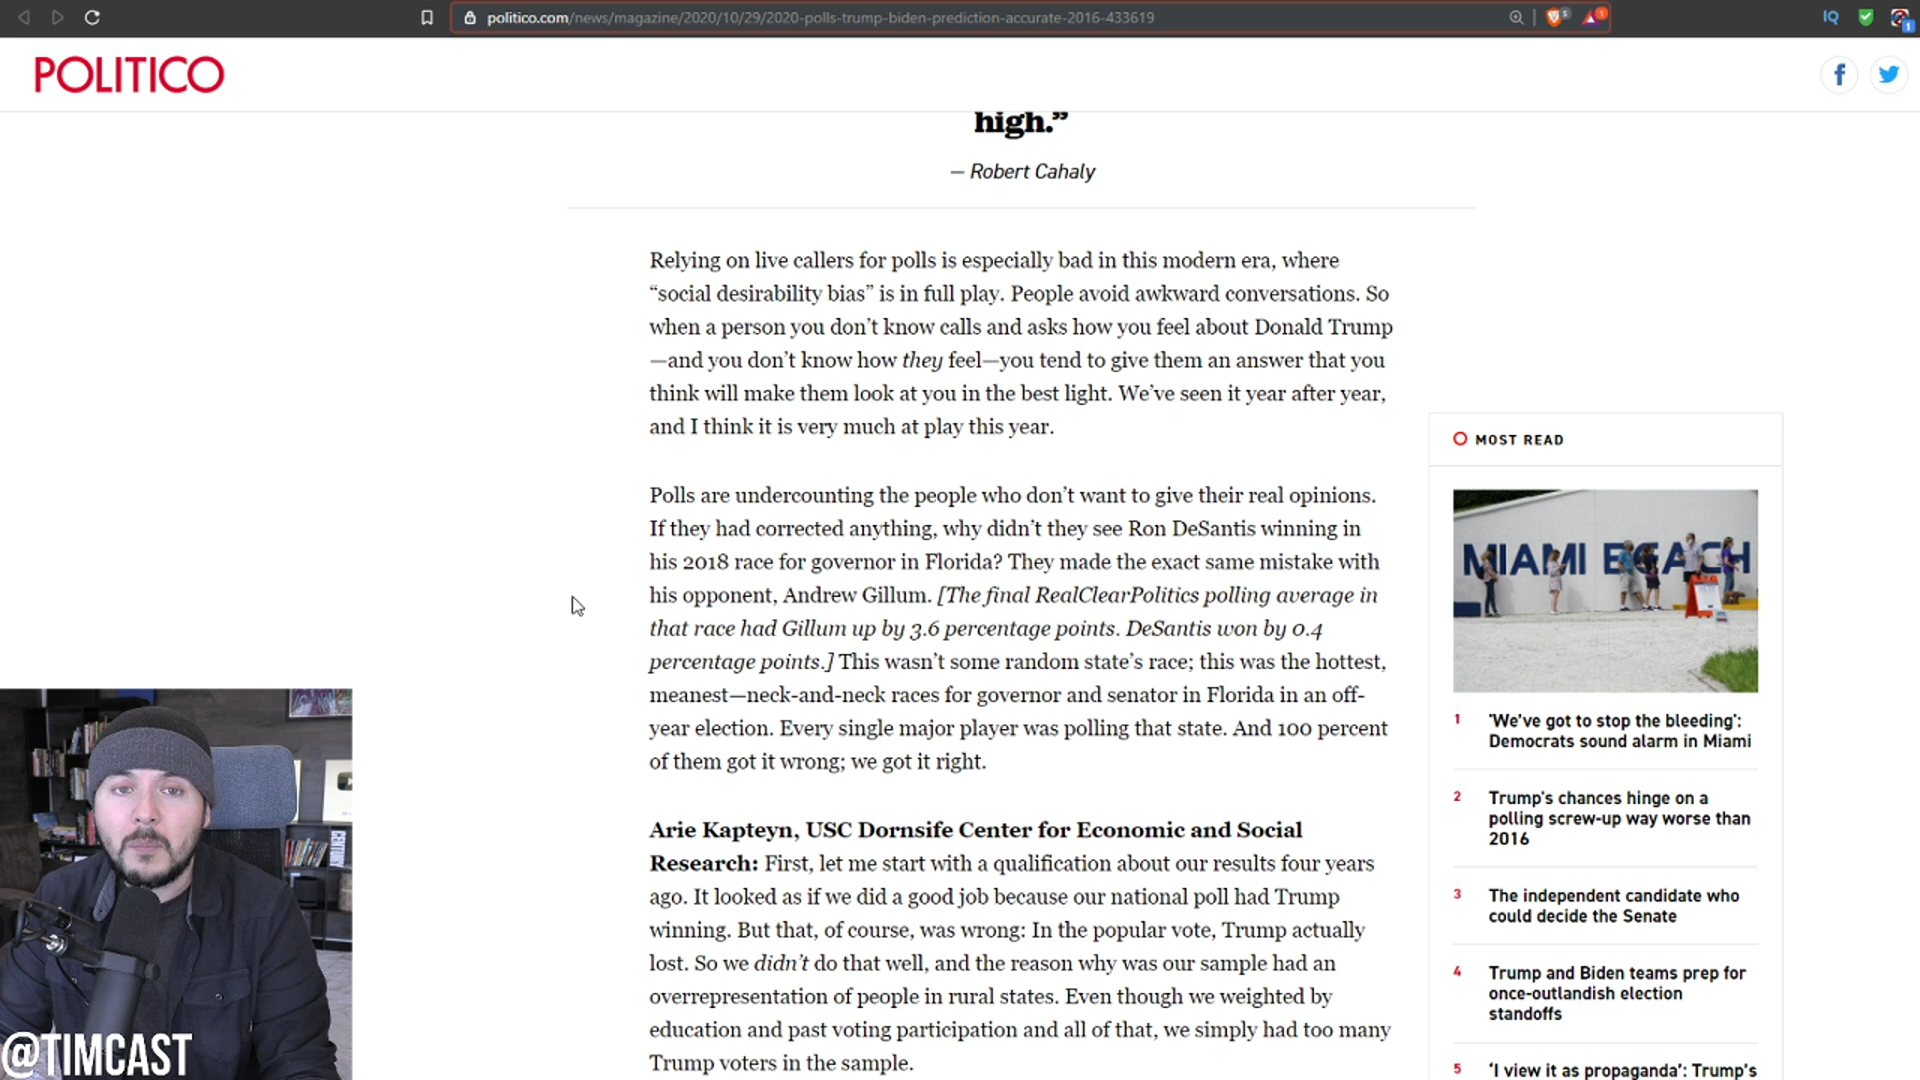 politico.com/news/magazine/2020/10/29/2020-polls-trump-biden-prediction-accurate-2016-433619
IQ
5
1
1
POLITICO
high.”
— Robert Cahaly
Relying on live callers for polls is especially bad in this modern era, where
“social desirability bias” is in full play. People avoid awkward conversations. So
when a person you don’t know calls and asks how you feel about Donald Trump
—and you don’t know how they feel—you tend to give them an answer that you
think will make them look at you in the best light. We’ve seen it year after year,
and I think it is very much at play this year.
Polls are undercounting the people who don’t want to give their real opinions.
If they had corrected anything, why didn’t they see Ron DeSantis winning in
his 2018 race for governor in Florida? They made the exact same mistake with
his opponent, Andrew Gillum. [The final RealClearPolitics polling average in
that race had Gillum up by 3.6 percentage points. DeSantis won by 0.4
percentage points.] This wasn’t some random state’s race; this was the hottest,
meanest—neck-and-neck races for governor and senator in Florida in an off-
year election. Every single major player was polling that state. And 100 percent
of them got it wrong; we got it right.
Arie Kapteyn, USC Dornsife Center for Economic and Social
Research: First, let me start with a qualification about our results four years
ago. It looked as if we did a good job because our national poll had Trump
winning. But that, of course, was wrong: In the popular vote, Trump actually
lost. So we didn’t do that well, and the reason why was our sample had an
overrepresentation of people in rural states. Even though we weighted by
education and past voting participation and all of that, we simply had too many
Trump voters in the sample.
MOST READ
MIAMI BEACH
1 ‘We’ve got to stop the bleeding’:
Democrats sound alarm in Miami
2 Trump’s chances hinge on a
polling screw-up way worse than
2016
3 The independent candidate who
could decide the Senate
4 Trump and Biden teams prep for
once-outlandish election
standoffs
5 ‘I view it as propaganda’: Trump’s
@TIMCAST